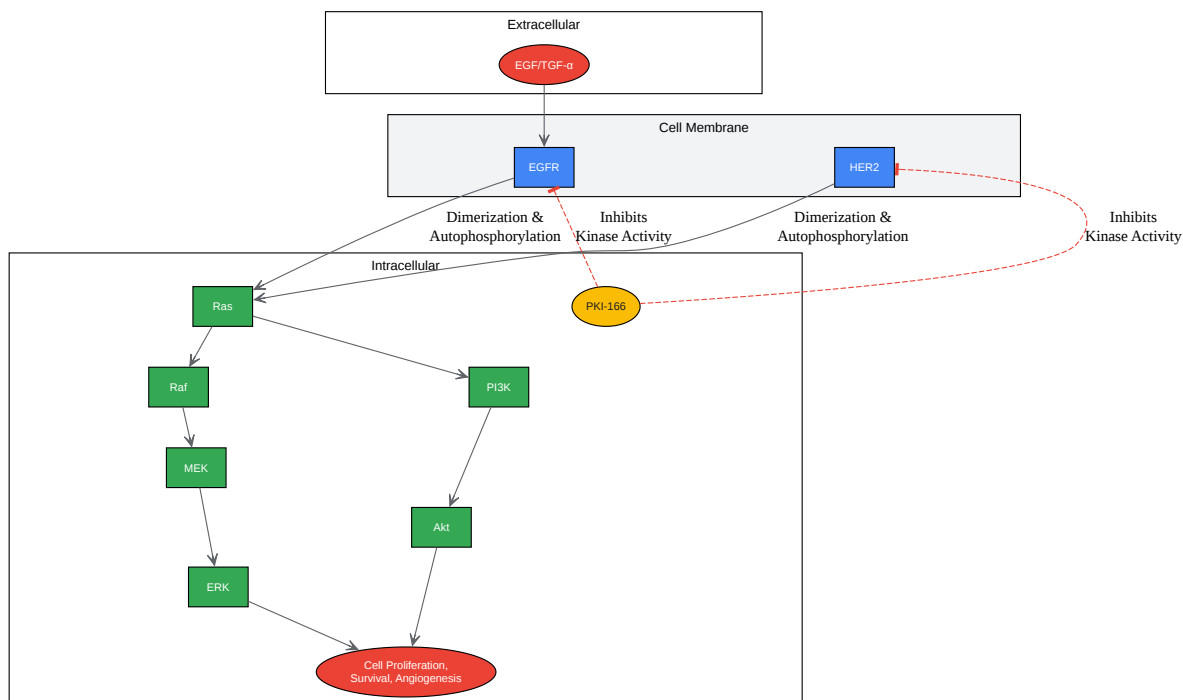 Extracellular
EGF/TGF-α
Cell Membrane
EGFR
HER2
Dimerization &
Autophosphorylation
Inhibits
Kinase Activity
Dimerization &
Autophosphorylation
Inhibits
Kinase Activity
Intracellular
Ras
PKI-166
Raf
PI3K
MEK
Akt
ERK
Cell Proliferation,
Survival, Angiogenesis